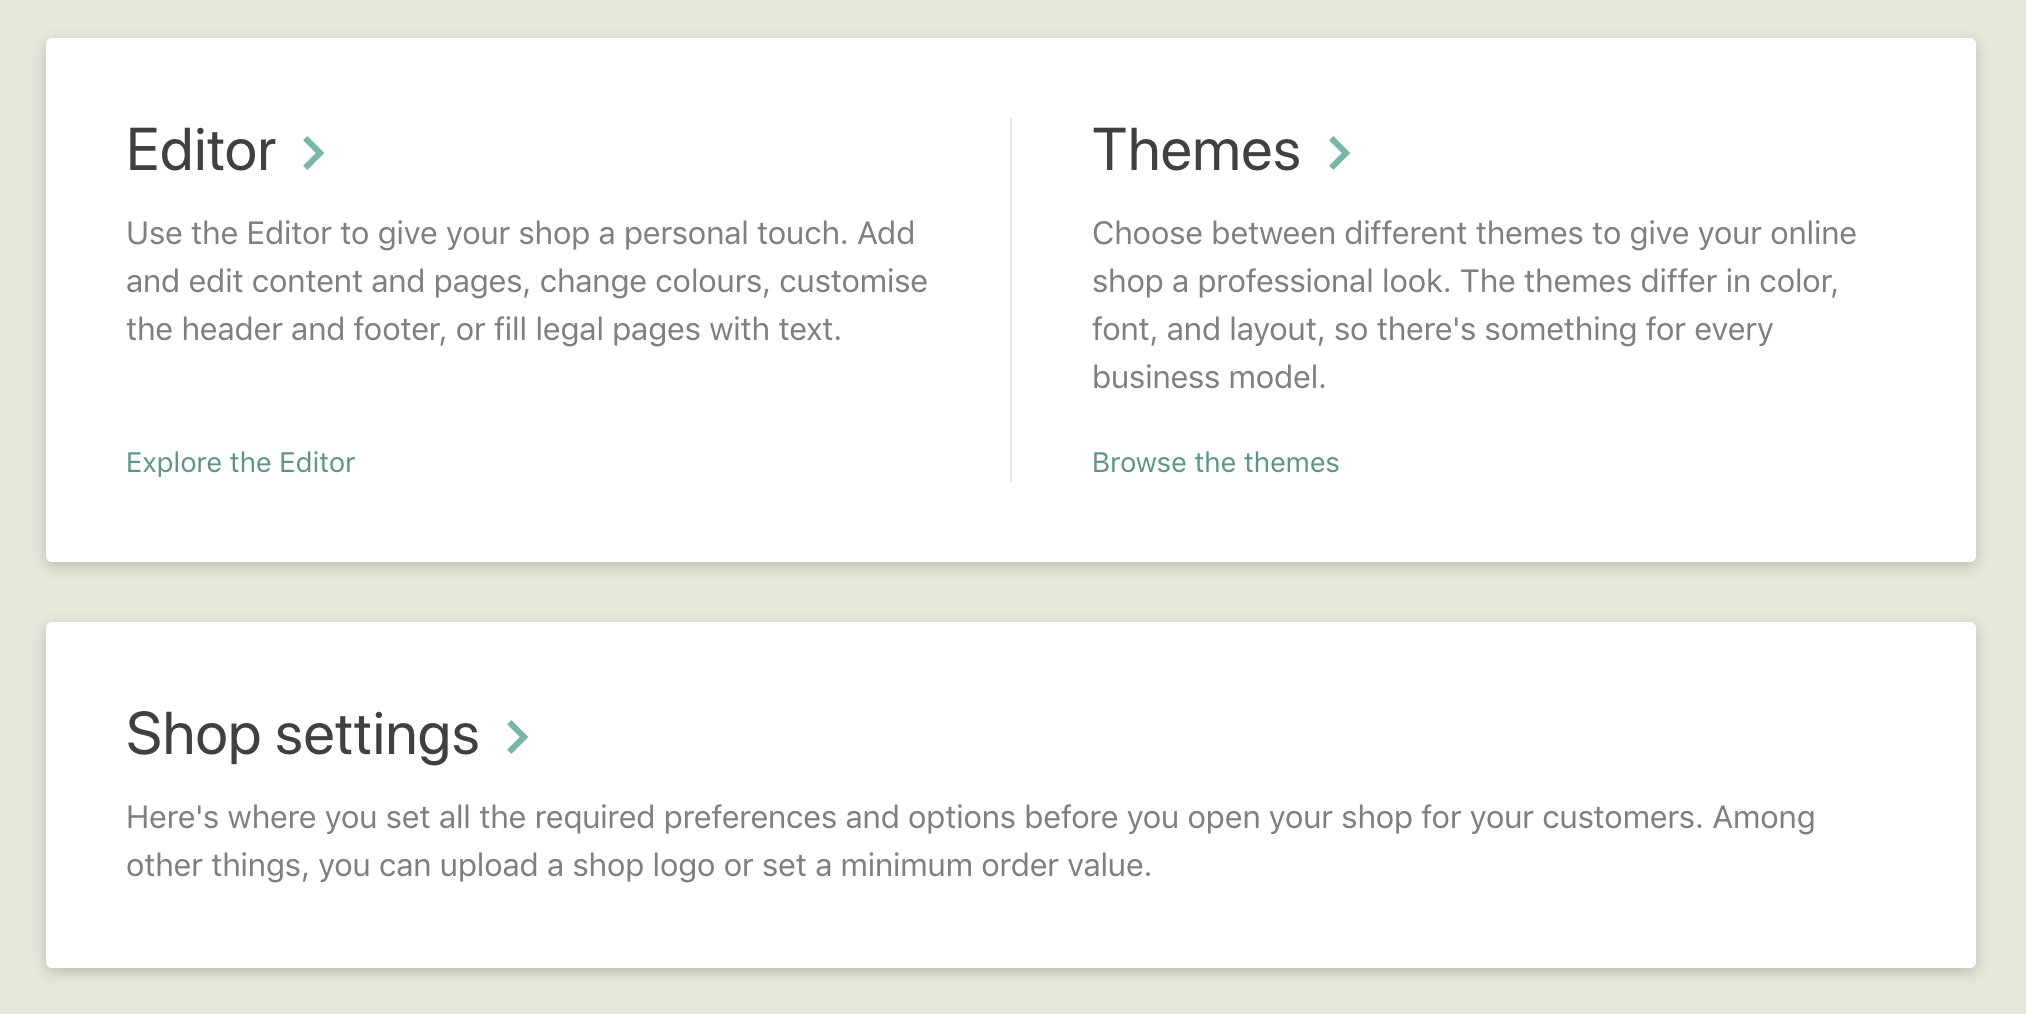 Editor
Use the Editor to give your shop a personal touch. Add
and edit content and pages, change colours, customise
the header and footer, or fill legal pages with text.
Explore the Editor
Themes
Choose between different themes to give your online
shop a professional look. The themes differ in color,
font, and layout, so there's something for every
business model.
Browse the themes
Shop settings
Here's where you set all the required preferences and options before you open your shop for your customers. Among
other things, you can upload a shop logo or set a minimum order value.